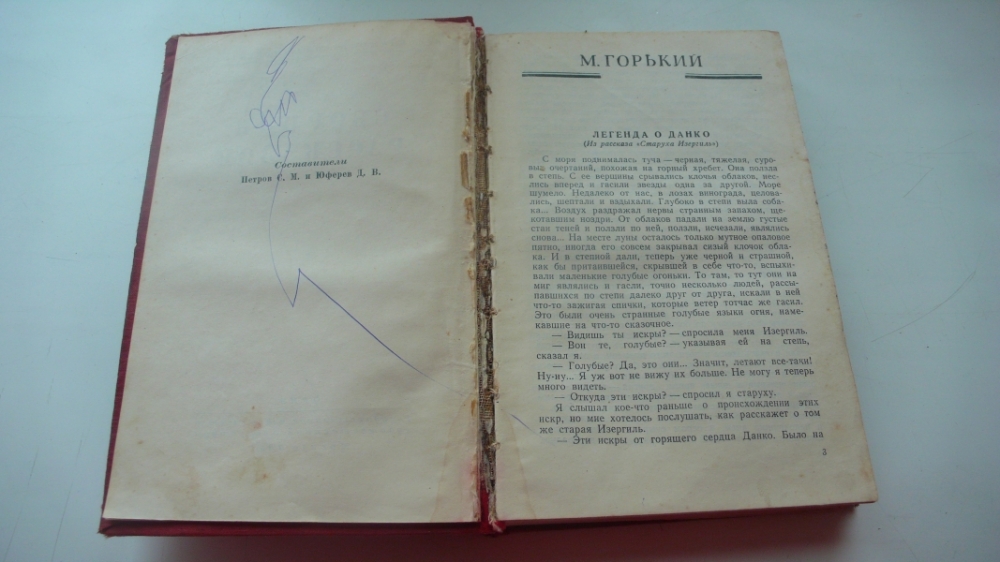 Составители
Петров С. М. и Юферев Д. В.
М. ГОРЬКИЙ
ЛЕГЕНДА О ДАНКО
(Из рассказа «Старуха Изергиль»)
С моря поднималась туча — черная, тяжелая, суро-
вых очертаний, похожая на горный хребет. Она ползла
в степь. С ее вершины срывались клочья облаков, нес-
лись вперед и гасили звезды одна за другой. Море
шумело. Недалеко от нас, в лозах винограда, целова-
лись, шептали и вздыхали. Глубоко в степи выла соба-
ка... Воздух раздражал нервы странным запахом, ще-
котавшим ноздри. От облаков падали на землю густые
стаи теней и ползли по ней, ползли, исчезали, являлись
снова... На месте луны осталось только мутное опаловое
пятно, иногда его совсем закрывал сизый клочок обла-
ка. И в степной дали, теперь уже черной и страшной,
как бы притаившейся, скрывшей в себе что-то, вспыхи-
вали маленькие голубые огоньки. То там, то тут они на
миг являлись и гасли, точно несколько людей, рассы-
павшихся по степи далеко друг от друга, искали в ней
что-то зажигая спички, которые ветер тотчас же гасил.
Это были очень странные голубые языки огня, наме-
кавшие на что-то сказочное.
— Видишь ты искры? — спросила меня Изергиль.
— Вон те, голубые? — указывая ей на степь,
сказал я.
— Голубые? Да, это они... Значит, летают все-таки!
Ну-ну... Я уж вот не вижу их больше. Не могу я теперь
много видеть.
— Откуда эти искры? — спросил я старуху.
Я слышал кое-что раньше о происхождении этих
искр, но мне хотелось послушать, как расскажет о том
же старая Изергиль.
— Эти искры от горящего сердца Данко. Было на
3